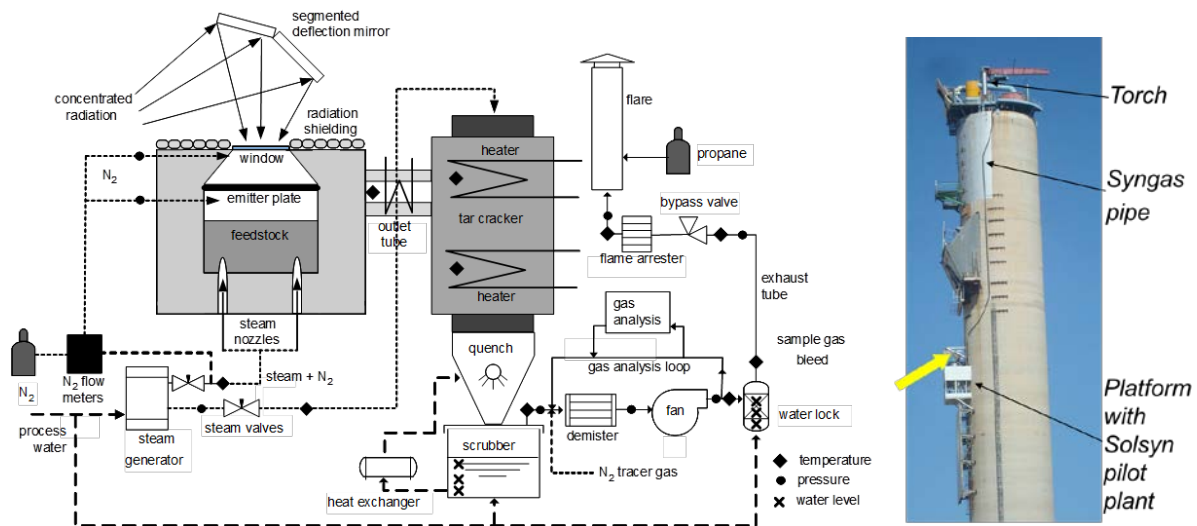 segmented
deflection mirror
concentrated
radiation
radiation
shielding
window
N2
emitter plate
feedstock
outlet
tube
heater
tar cracker
heater
flare
propane
bypass valve
flame arrester
exhaust
tube
steam
nozzles
gas
analysis
gas analysis loop
sample gas
bleed
quench
N2
N2 flow
meters
steam + N2
steam valves
process
water
steam
generator
scrubber
heat exchanger
demister
fan
water lock
N2 tracer gas
temperature
pressure
water level
Torch
Syngas
pipe
Platform
with
Solsyn
pilot
plant